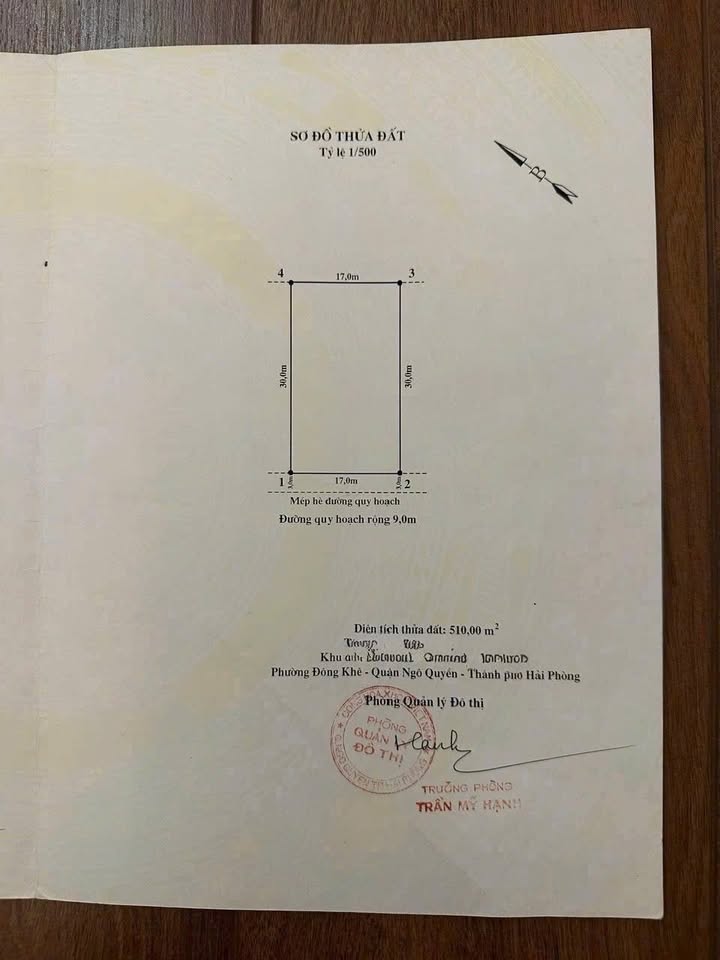 SƠ ĐỒ THỬA ĐẤT
Tỷ lệ 1/500
B
4 17,0m 3
30,0m 30,0m
1 3,0m 17,0m 3,0m 2
Mép hè đường quy hoạch
Đường quy hoạch rộng 9,0m
Diện tích thửa đất: 510,00 m²
Khu
Phường Đông Khê - Quận Ngô Quyền - Thành phố Hải Phòng
Phòng Quản lý Đô thị
PHÒNG
QUẢN
ĐÔ THỊ
Hạnh
TRƯỞNG PHÒNG
TRẦN MỸ HẠNH